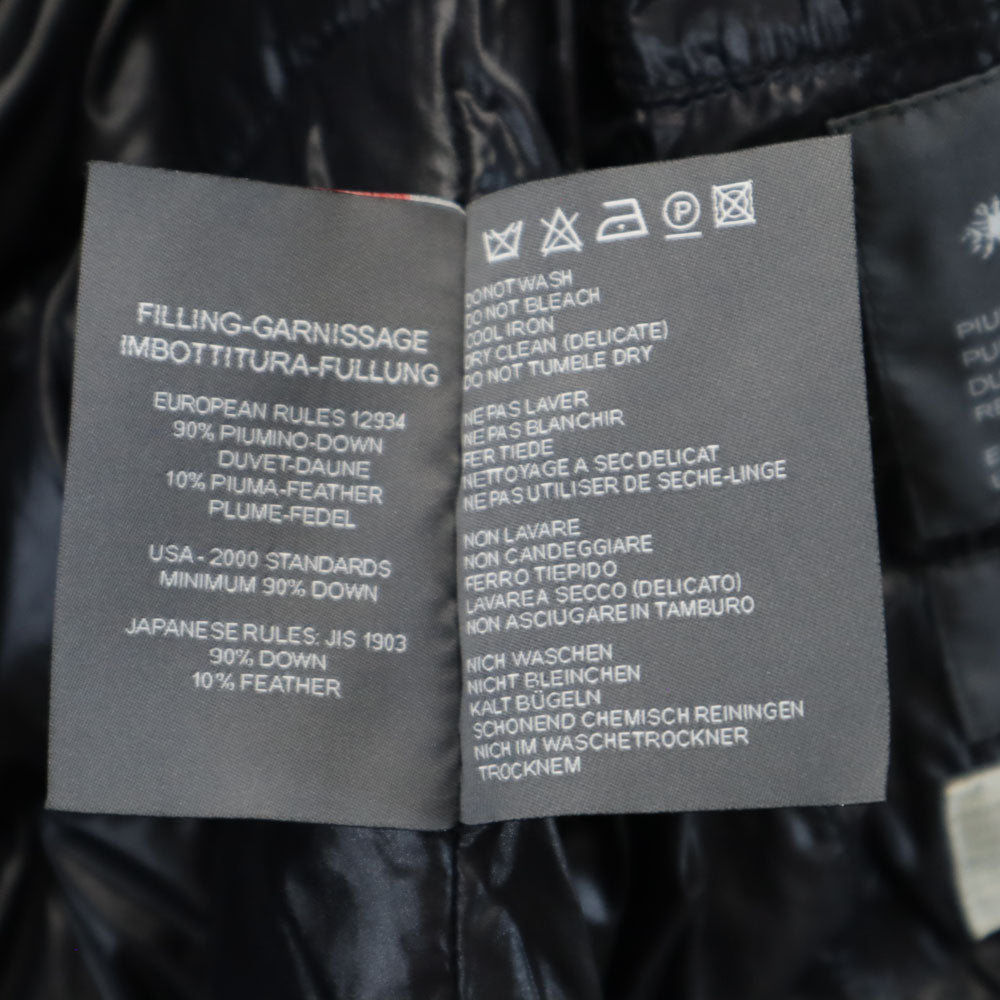 FILLING-GARNISSAGE
IMBOTTITURA-FULLUNG
EUROPEAN RULES 12934
90% PIUMINO-DOWN
DUVET-DAUNE
10% PIUMA-FEATHER
PLUME-FEDEL
USA - 2000 STANDARDS
MINIMUM 90% DOWN
JAPANESE RULES: JIS 1903
90% DOWN
10% FEATHER
P
DO NOT WASH
DO NOT BLEACH
COOL IRON
DRY CLEAN (DELICATE)
DO NOT TUMBLE DRY
NE PAS LAVER
NE PAS BLANCHIR
FER TIEDE
NETTOYAGE A SEC DELICAT
NE PAS UTILISER DE SECHE-LINGE
NON LAVARE
NON CANDEGGIARE
FERRO TIEPIDO
LAVARE A SECCO (DELICATO)
NON ASCIUGARE IN TAMBURO
NICH WASCHEN
NICHT BLEINCHEN
KALT BÜGELN
SCHONEND CHEMISCH REININGEN
NICH IM WASCHETROCKNER
TROCKNEM